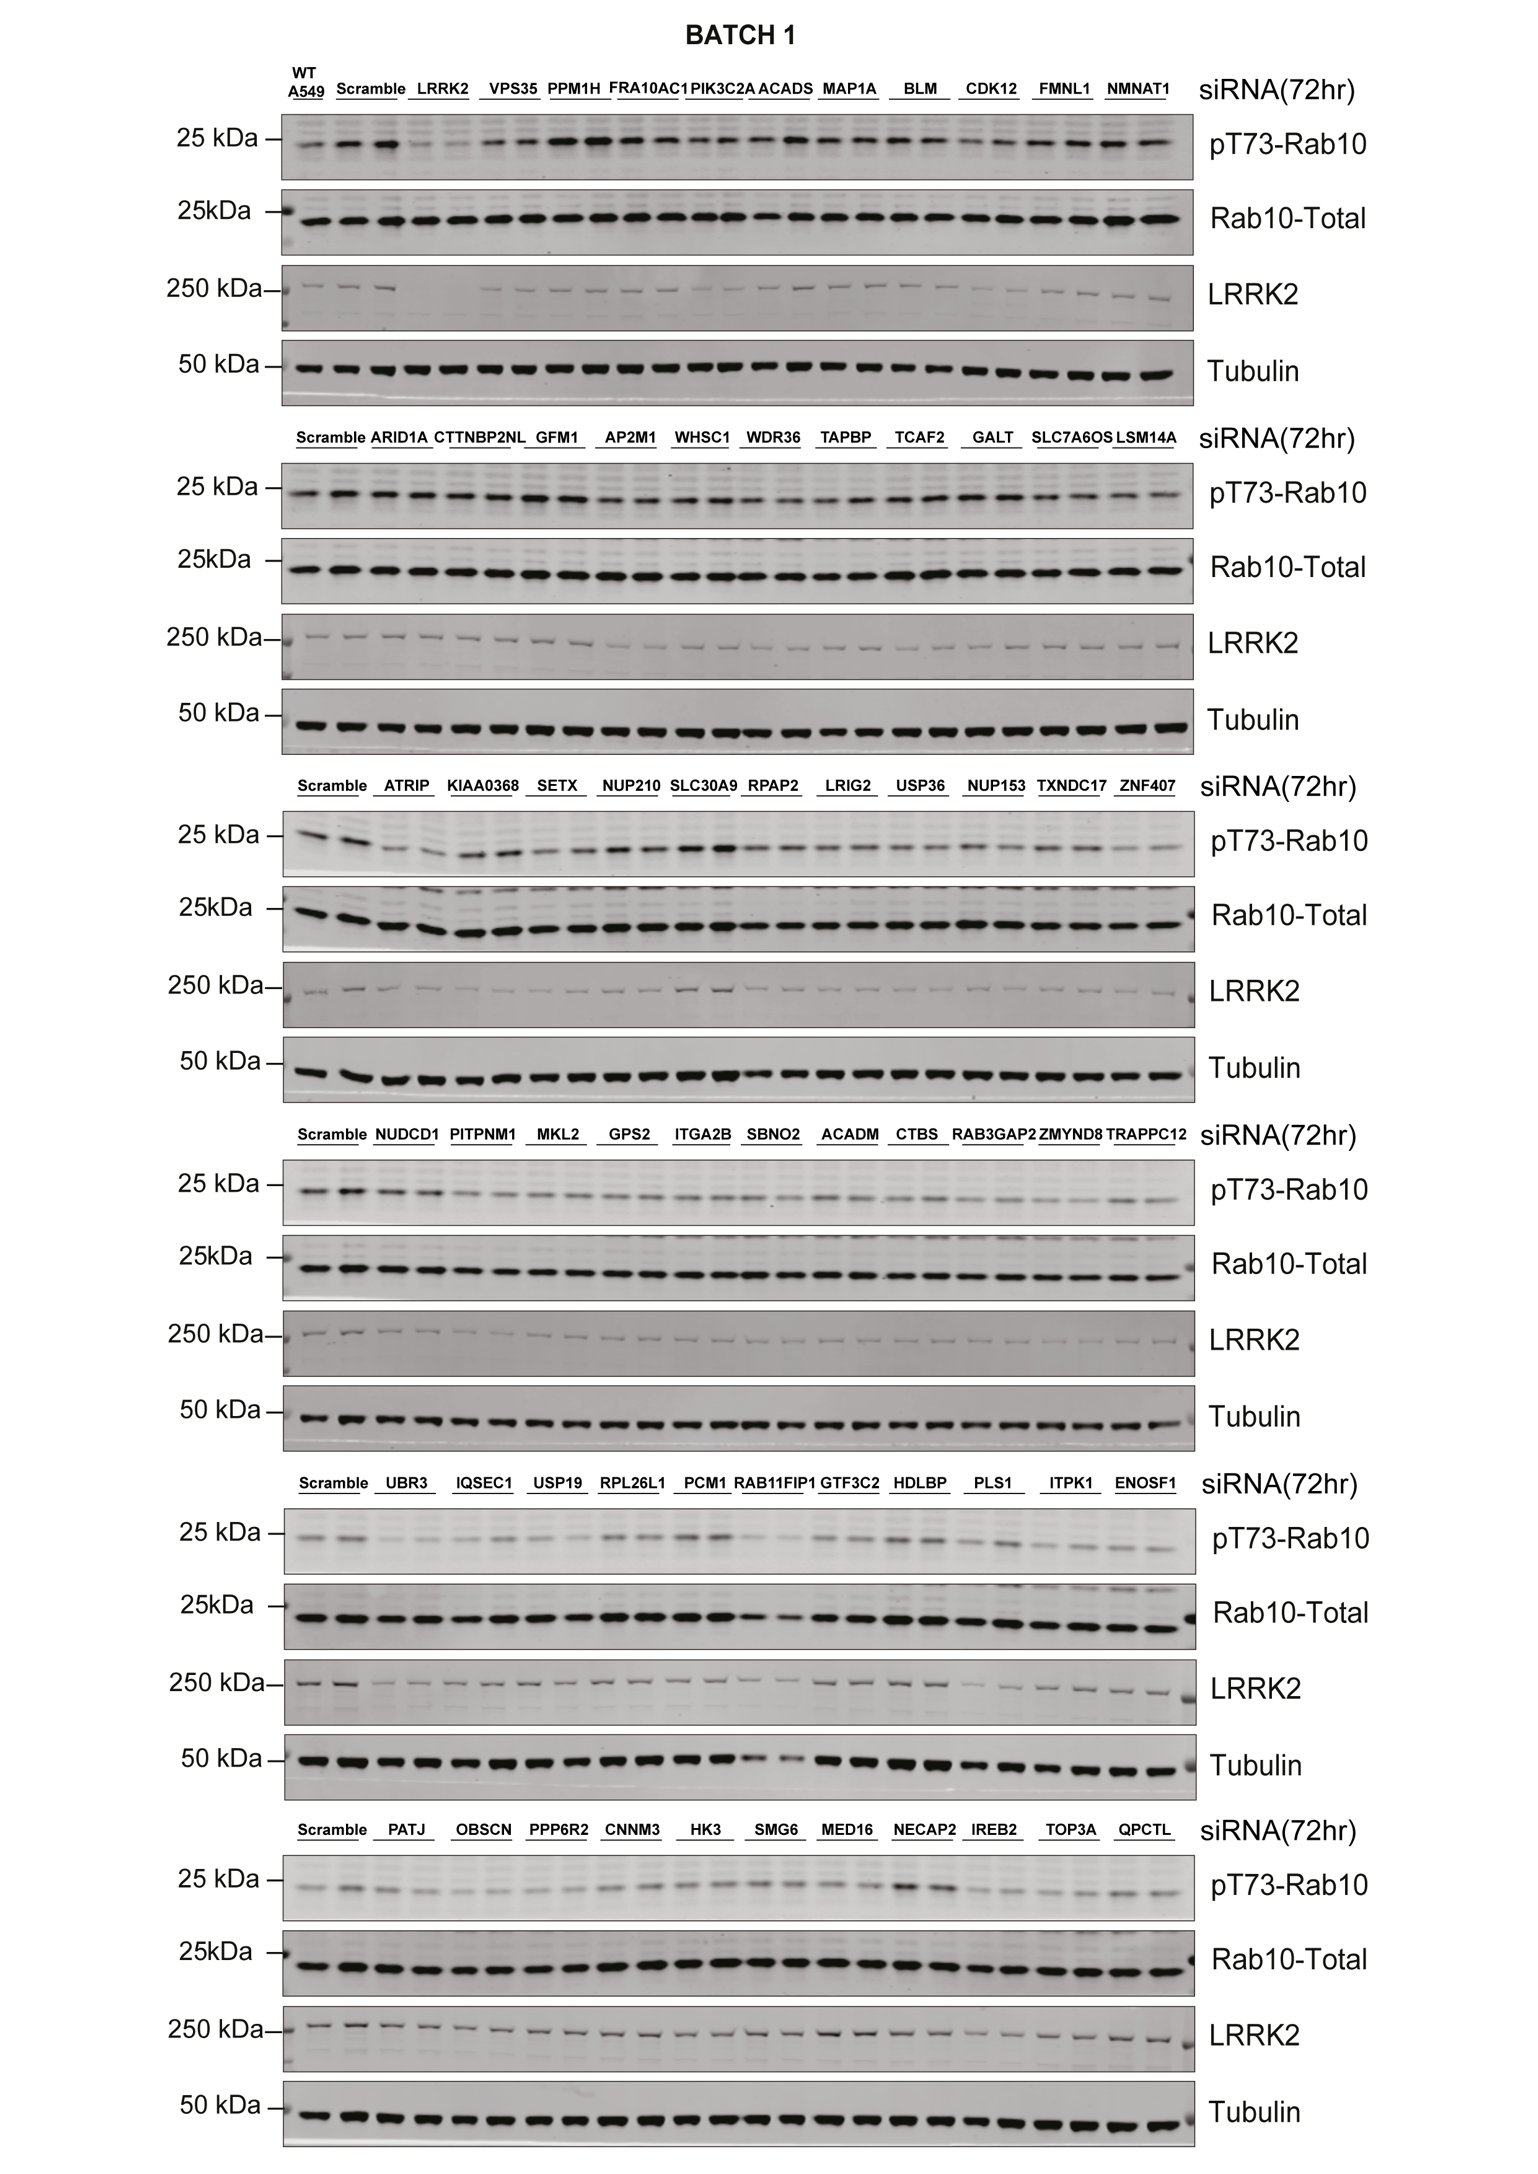 BATCH 1
WT
A549 Scramble LRRK2 VPS35 PPM1H FRA10AC1 PIK3C2A ACADS MAP1A BLM CDK12 FMNL1 NMNAT1 siRNA(72hr)
25 kDa pT73-Rab10
25kDa Rab10-Total
250 kDa LRRK2
50 kDa Tubulin
Scramble ARID1A CTTNBP2NL GFM1 AP2M1 WHSC1 WDR36 TAPBP TCAF2 GALT SLC7A6OS LSM14A siRNA(72hr)
25 kDa pT73-Rab10
25kDa Rab10-Total
250 kDa LRRK2
50 kDa Tubulin
Scramble ATRIP KIAA0368 SETX NUP210 SLC30A9 RPAP2 LRIG2 USP36 NUP153 TXNDC17 ZNF407 siRNA(72hr)
25 kDa pT73-Rab10
25kDa Rab10-Total
250 kDa LRRK2
50 kDa Tubulin
Scramble NUDCD1 PITPNM1 MKL2 GPS2 ITGA2B SBNO2 ACADM CTBS RAB3GAP2 ZMYND8 TRAPPC12 siRNA(72hr)
25 kDa pT73-Rab10
25kDa Rab10-Total
250 kDa LRRK2
50 kDa Tubulin
Scramble UBR3 IQSEC1 USP19 RPL26L1 PCM1 RAB11FIP1 GTF3C2 HDLBP PLS1 ITPK1 ENOSF1 siRNA(72hr)
25 kDa pT73-Rab10
25kDa Rab10-Total
250 kDa LRRK2
50 kDa Tubulin
Scramble PATJ OBSCN PPP6R2 CNNM3 HK3 SMG6 MED16 NECAP2 IREB2 TOP3A QPCTL siRNA(72hr)
25 kDa pT73-Rab10
25kDa Rab10-Total
250 kDa LRRK2
50 kDa Tubulin